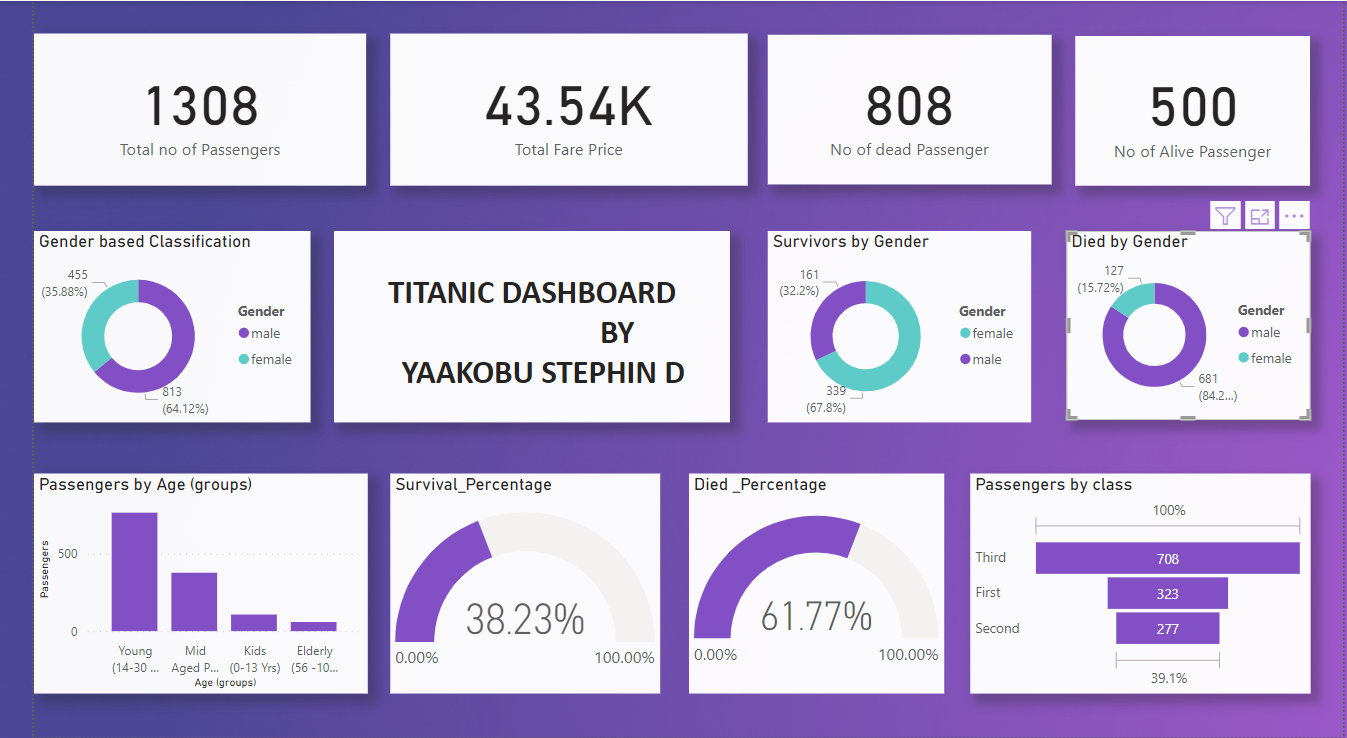 1308
Total no of Passengers
43.54K
Total Fare Price
808
No of dead Passenger
500
No of Alive Passenger
Gender based Classification
455
(35.88%)
813
(64.12%)
Gender
male
female
TITANIC DASHBOARD
BY
YAAKOBU STEPHIN D
Survivors by Gender
161
(32.2%)
339
(67.8%)
Gender
female
male
Died by Gender
127
(15.72%)
681
(84.2...)
Gender
male
female
Passengers by Age (groups)
Passengers
500
0
Young
(14-30 ...
Mid
Aged P...
Kids
(0-13 Yrs)
Elderly
(56 -10...
Age (groups)
Survival_Percentage
38.23%
0.00%
100.00%
Died _Percentage
61.77%
0.00%
100.00%
Passengers by class
100%
Third
708
First
323
Second
277
39.1%